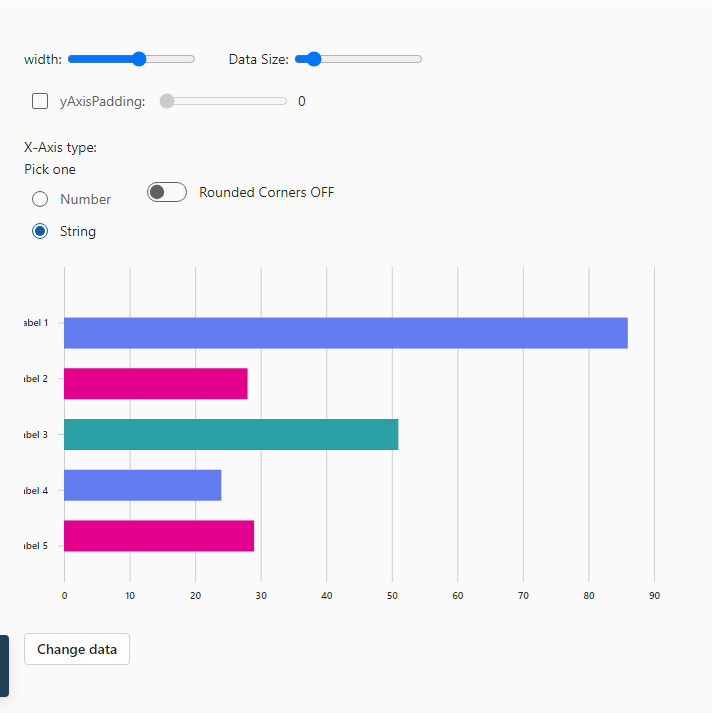 width: Data Size:
yAxisPadding: 0
X-Axis type:
Pick one
Number
Rounded Corners OFF
String
abel 1
abel 2
abel 3
abel 4
abel 5
0 10 20 30 40 50 60 70 80 90
Change data